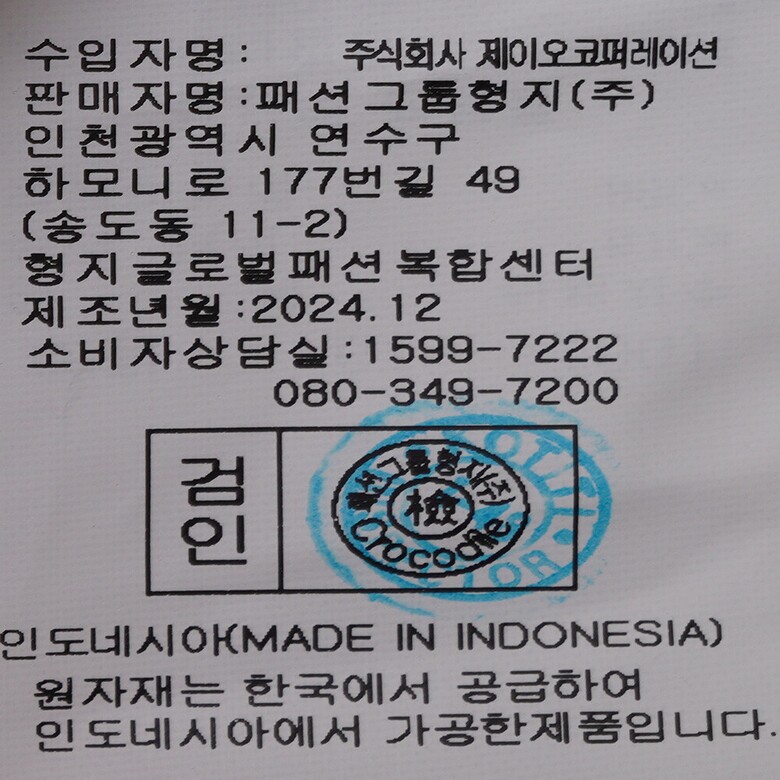 수입자명: 주식회사 제이오코퍼레이션
판매자명:패션그룹형지(주)
인천광역시 연수구
하모니로 177번길 49
(송도동 11-2)
형지글로벌패션복합센터
제조년월:2024.12
소비자상담실:1599-7222
080-349-7200
검인
패션그룹형지(주)
檢
Crocodile
인도네시아(MADE IN INDONESIA)
원자재는 한국에서 공급하여
인도네시아에서 가공한제품입니다.